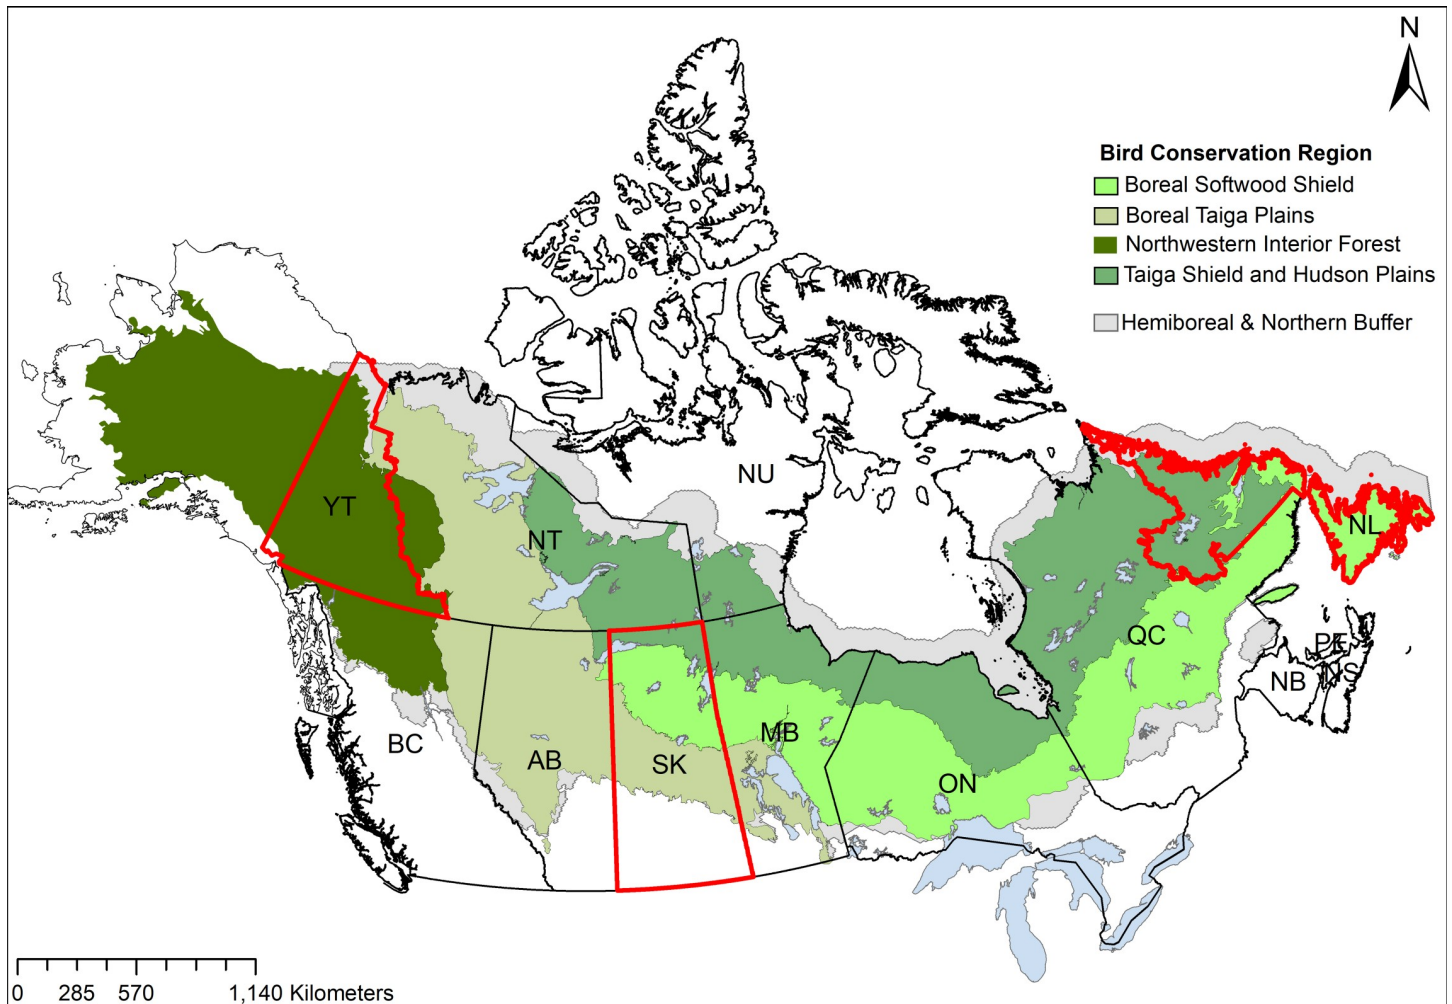 N
Bird Conservation Region
Boreal Softwood Shield
Boreal Taiga Plains
Northwestern Interior Forest
Taiga Shield and Hudson Plains
Hemiboreal & Northern Buffer
NU
YT
NT
NL
QC
PE
NB
NS
BC
AB
SK
MB
ON
0 285 570 1,140 Kilometers